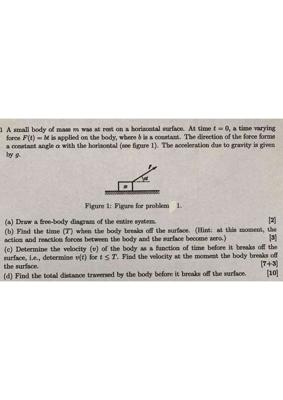 1 A small body of mass m was at rest on a horizontal surface. At time t = 0, a time varying
force F(t) = bt is applied on the body, where b is a constant. The direction of the force forms
a constant angle α with the horizontal (see figure 1). The acceleration due to gravity is given
by g.
F
α
m
Figure 1: Figure for problem 1.
(a) Draw a free-body diagram of the entire system. [2]
(b) Find the time (T) when the body breaks off the surface. (Hint: at this moment, the
action and reaction forces between the body and the surface become zero.) [3]
(c) Determine the velocity (v) of the body as a function of time before it breaks off the
surface, i.e., determine v(t) for t ≤ T. Find the velocity at the moment the body breaks off
the surface. [7+3]
(d) Find the total distance traversed by the body before it breaks off the surface. [10]